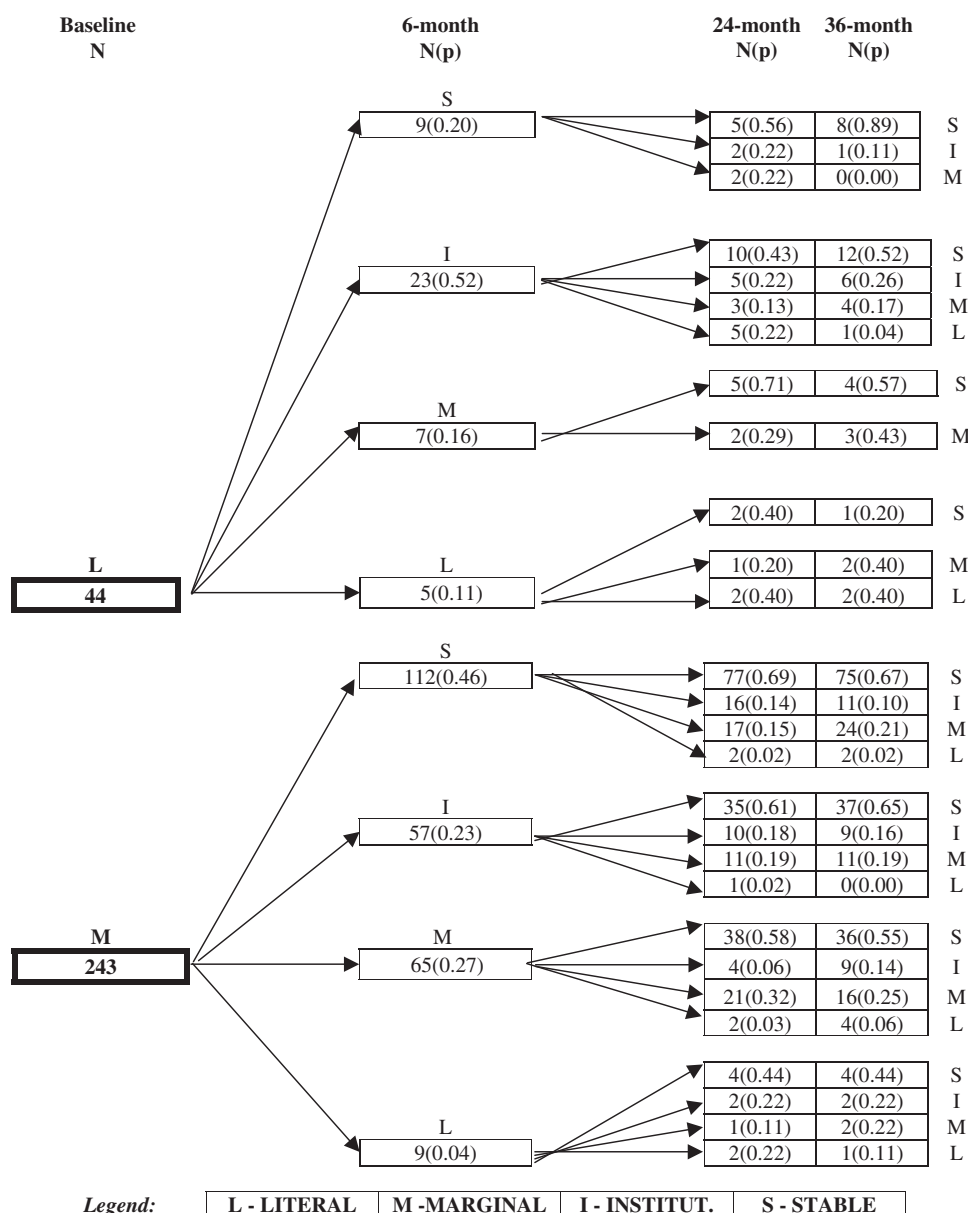 Baseline 6-month 24-month 36-month
N N(p) N(p) N(p)
S
9(0.20) 5(0.56) 8(0.89) S
2(0.22) 1(0.11) I
2(0.22) 0(0.00) M
I
10(0.43) 12(0.52) S
23(0.52) 5(0.22) 6(0.26) I
3(0.13) 4(0.17) M
5(0.22) 1(0.04) L
5(0.71) 4(0.57) S
M
7(0.16) 2(0.29) 3(0.43) M
2(0.40) 1(0.20) S
L L 1(0.20) 2(0.40) M
44 5(0.11) 2(0.40) 2(0.40) L
S
112(0.46) 77(0.69) 75(0.67) S
16(0.14) 11(0.10) I
17(0.15) 24(0.21) M
2(0.02) 2(0.02) L
I 35(0.61) 37(0.65) S
57(0.23) 10(0.18) 9(0.16) I
11(0.19) 11(0.19) M
1(0.02) 0(0.00) L
M M 38(0.58) 36(0.55) S
243 65(0.27) 4(0.06) 9(0.14) I
21(0.32) 16(0.25) M
2(0.03) 4(0.06) L
4(0.44) 4(0.44) S
2(0.22) 2(0.22) I
L 1(0.11) 2(0.22) M
9(0.04) 2(0.22) 1(0.11) L
Legend: L - LITERAL M -MARGINAL I - INSTITUT. S - STABLE